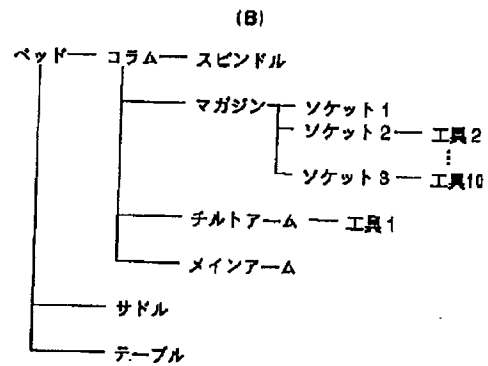 (B)
ベッド コラム スピンドル
マガジン ソケット1
ソケット2 工具2
ソケット3 工具10
チルトアーム 工具1
メインアーム
サドル
テーブル